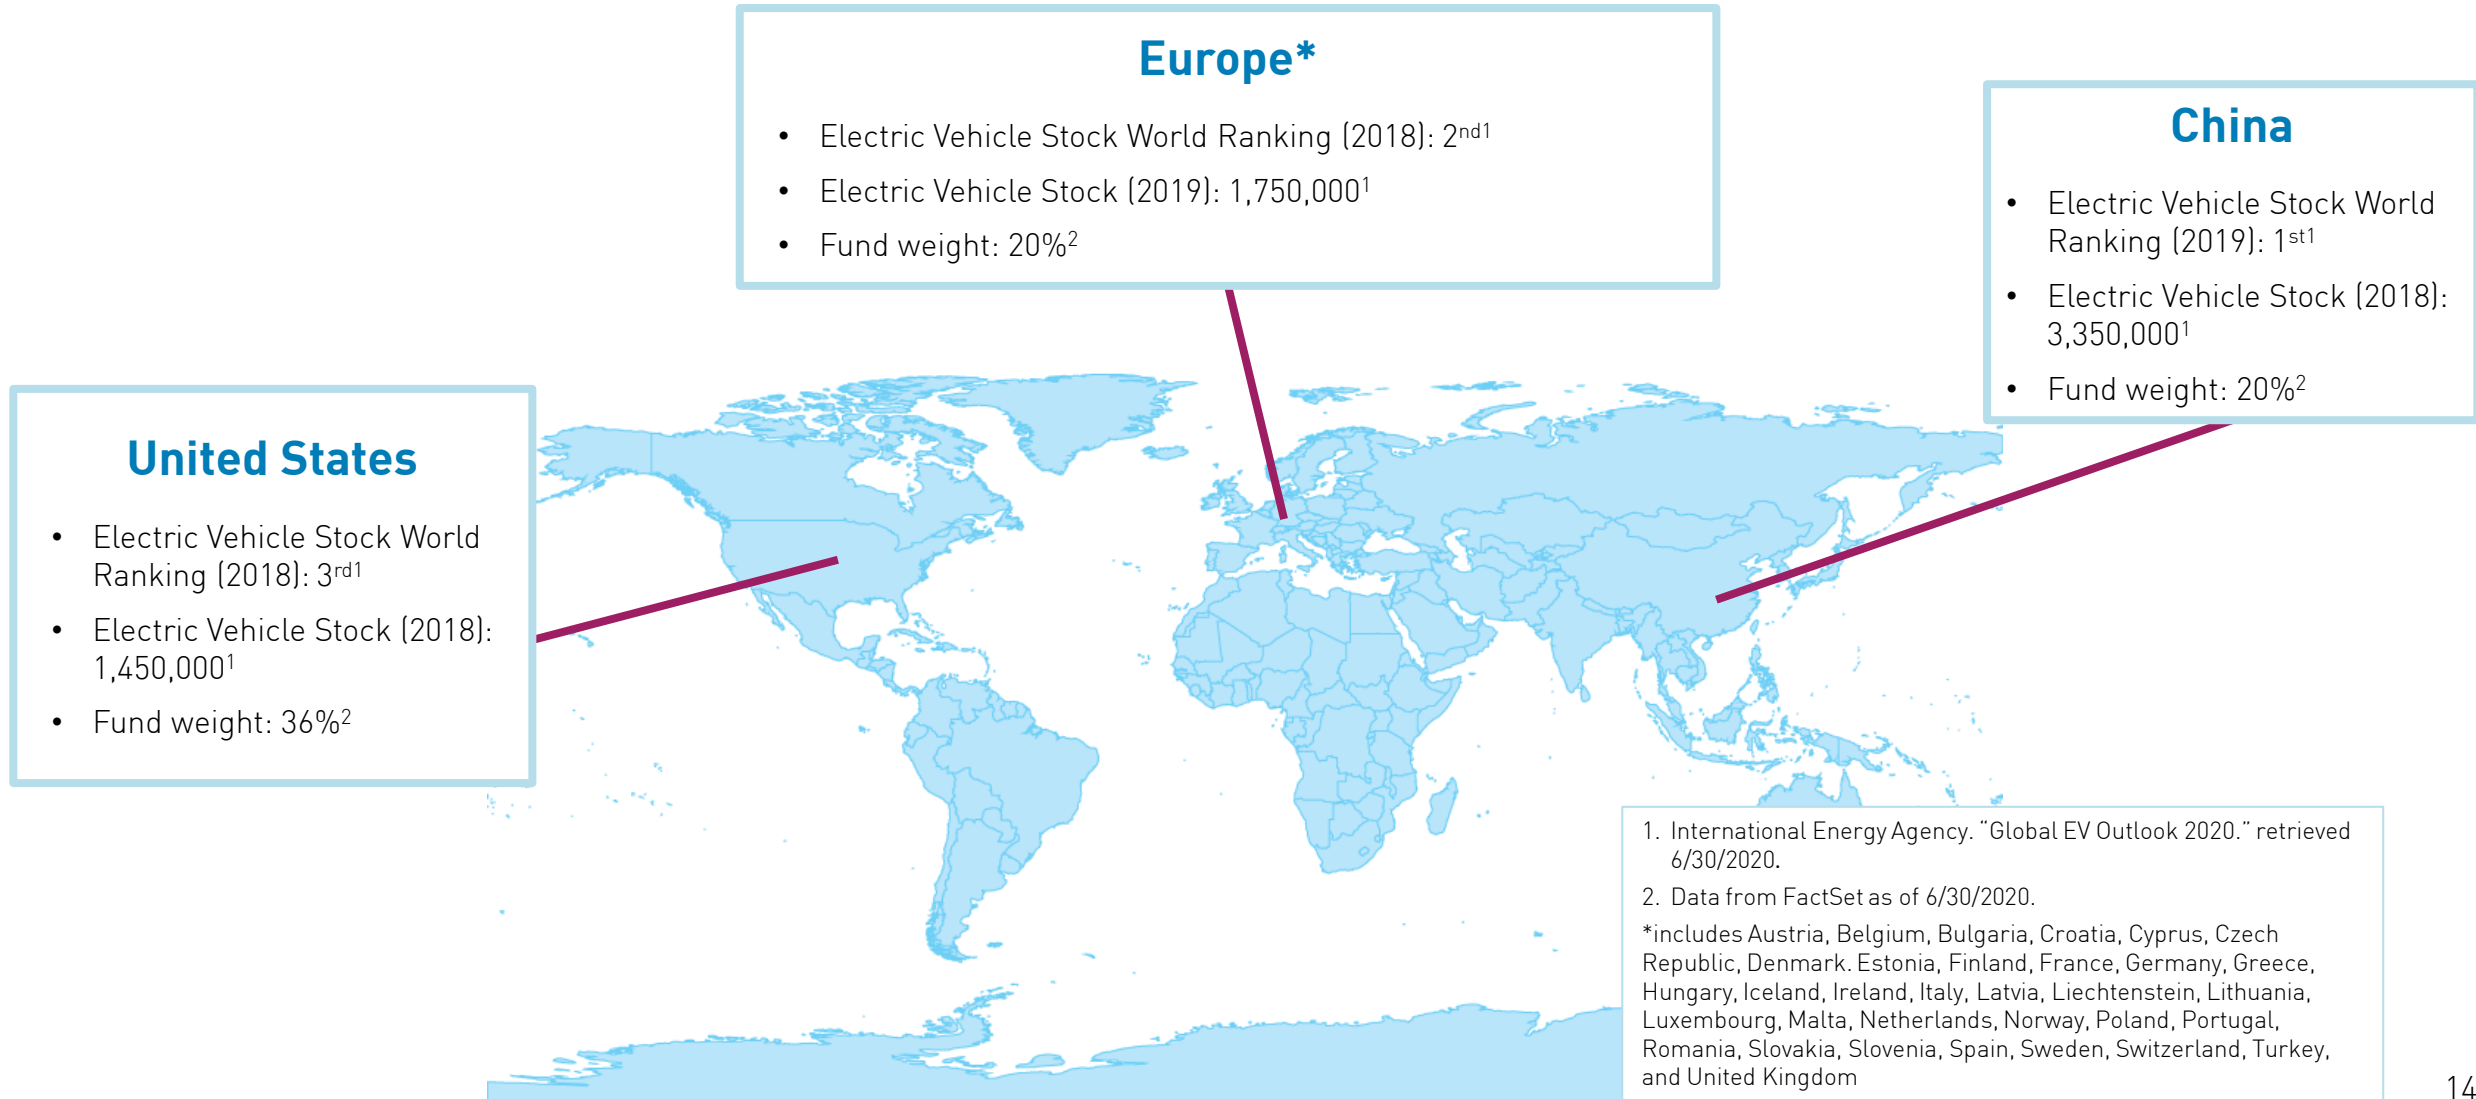 Europe*
• Electric Vehicle Stock World Ranking (2018): 2nd1
• Electric Vehicle Stock (2019): 1,750,0001
• Fund weight: 20%2
China
• Electric Vehicle Stock World
Ranking (2019): 1st1
• Electric Vehicle Stock (2018):
3,350,0001
• Fund weight: 20%2
United States
• Electric Vehicle Stock World
Ranking (2018): 3rd1
• Electric Vehicle Stock (2018):
1,450,0001
• Fund weight: 36%2
1. International Energy Agency. “Global EV Outlook 2020.” retrieved
6/30/2020.
2. Data from FactSet as of 6/30/2020.
*includes Austria, Belgium, Bulgaria, Croatia, Cyprus, Czech
Republic, Denmark. Estonia, Finland, France, Germany, Greece,
Hungary, Iceland, Ireland, Italy, Latvia, Liechtenstein, Lithuania,
Luxembourg, Malta, Netherlands, Norway, Poland, Portugal,
Romania, Slovakia, Slovenia, Spain, Sweden, Switzerland, Turkey,
and United Kingdom
14